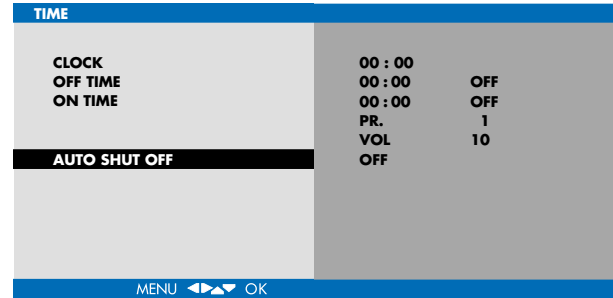 TIME
CLOCK 00 : 00
OFF TIME 00 : 00 OFF
ON TIME 00 : 00 OFF
PR. 1
VOL 10
AUTO SHUT OFF OFF
MENU ◀▶▲▼ OK